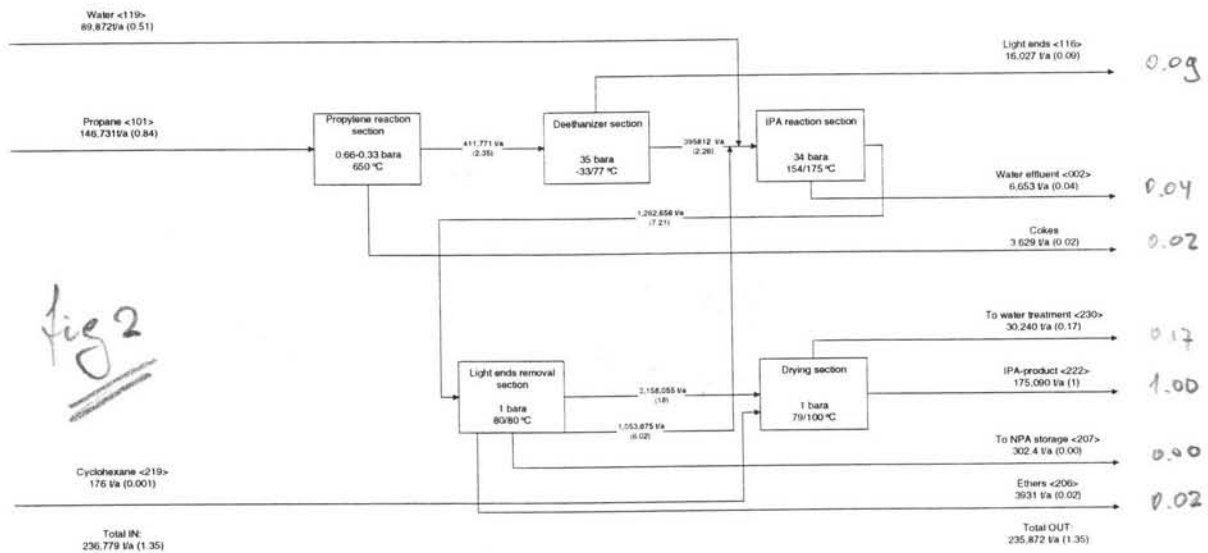 Water <119>
89,872t/a (0.51)
Light ends <116>
16,027 t/a (0.09)
0.09
Propane <101>
146,731t/a (0.84)
Propylene reaction
section
0.66-0.33 bara
650 ºC
411,771 t/a
(2.35)
Deethanizer section
35 bara
-33/77 ºC
395812 t/a
(2.26)
IPA reaction section
34 bara
154/175 ºC
Water effluent <002>
6,653 t/a (0.04)
0.04
1,262,656 t/a
(7.21)
Cokes
3.629 t/a (0.02)
0.02
fig 2
To water treatment <230>
30,240 t/a (0.17)
0.17
Light ends removal
section
1 bara
80/80 ºC
(18)
Drying section
1 bara
79/100 ºC
IPA-product <222>
175,090 t/a (1)
1.00
1,053,875 t/a
(6.02)
To NPA storage <207>
302.4 t/a (0.00)
0.00
Cyclohexane <219>
176 t/a (0.001)
Ethers <206>
3931 t/a (0.02)
0.02
Total IN:
236,779 t/a (1.35)
Total OUT:
235,872 t/a (1.35)